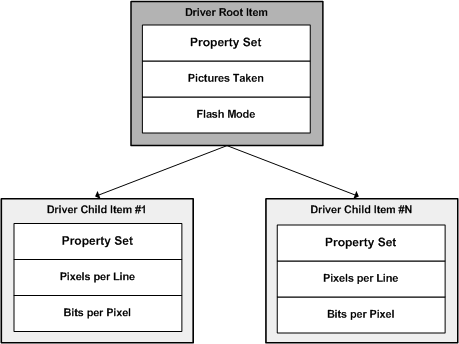 Driver Root Item
Property Set
Pictures Taken
Flash Mode
Driver Child Item #1
Property Set
Pixels per Line
Bits per Pixel
Driver Child Item #N
Property Set
Pixels per Line
Bits per Pixel